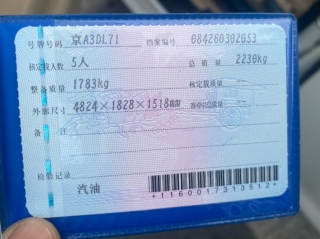 号牌号码 京A3DL71 档案编号 084260302053
核定载人数 5人 总质量 2230kg
整备质量 1783kg 核定载质量 --
外廓尺寸 4824×1828×1518mm 准牵引总质量 --
备注
检验记录
汽油
*1160017313512*